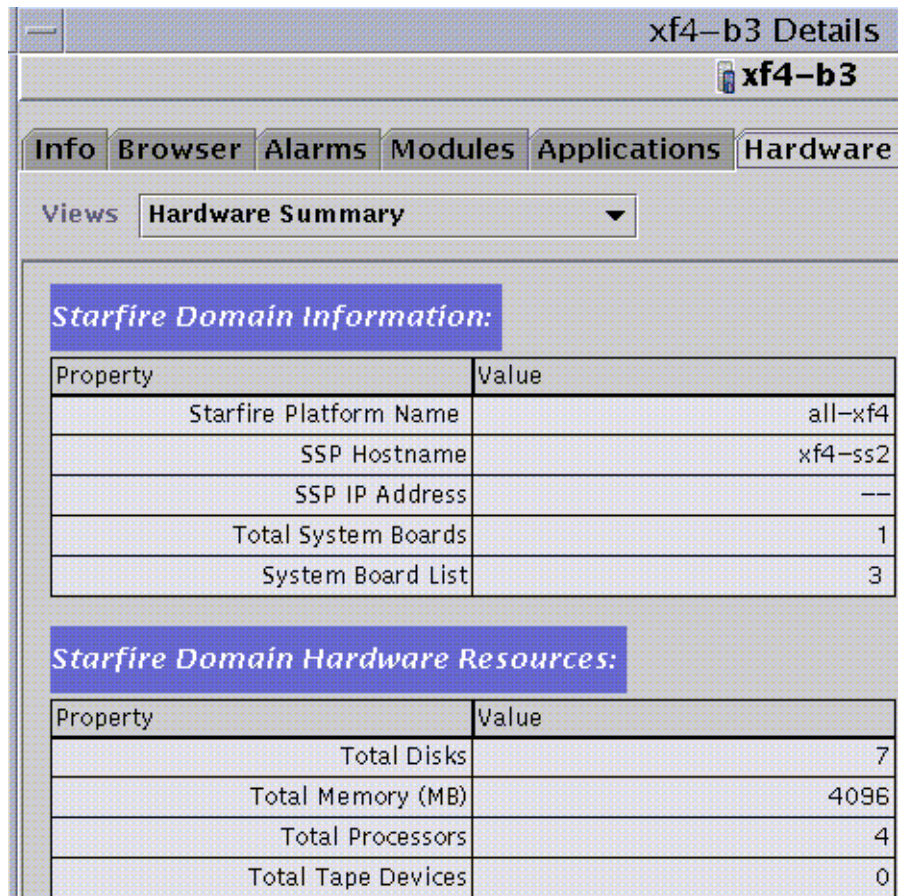 xf4-b3 Details
xf4-b3
Info Browser Alarms Modules Applications Hardware
Views Hardware Summary
Starfire Domain Information:
Property Value
Starfire Platform Name all-xf4
SSP Hostname xf4-ss2
SSP IP Address --
Total System Boards 1
System Board List 3
Starfire Domain Hardware Resources:
Property Value
Total Disks 7
Total Memory (MB) 4096
Total Processors 4
Total Tape Devices 0